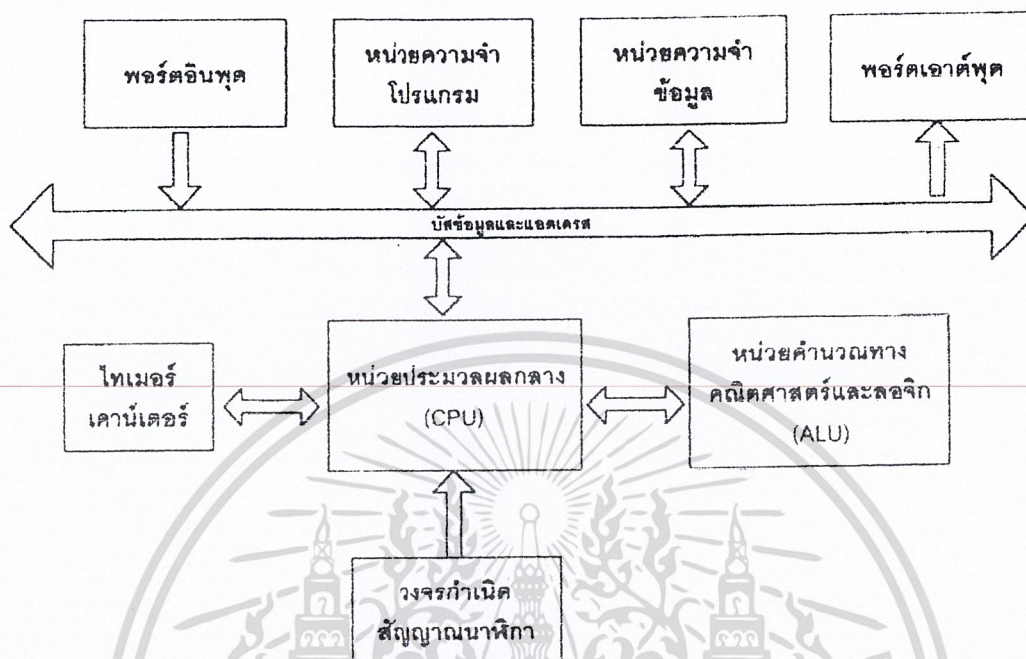 พอร์ตอินพุต
หน่วยความจำ
โปรแกรม
หน่วยความจำ
ข้อมูล
พอร์ตเอาต์พุต
บัสข้อมูลและแอดเดรส
ไทเมอร์
เคาน์เตอร์
หน่วยประมวลผลกลาง
(CPU)
หน่วยคำนวณทาง
คณิตศาสตร์และลอจิก
(ALU)
วงจรกำเนิด
สัญญาณนาฬิกา